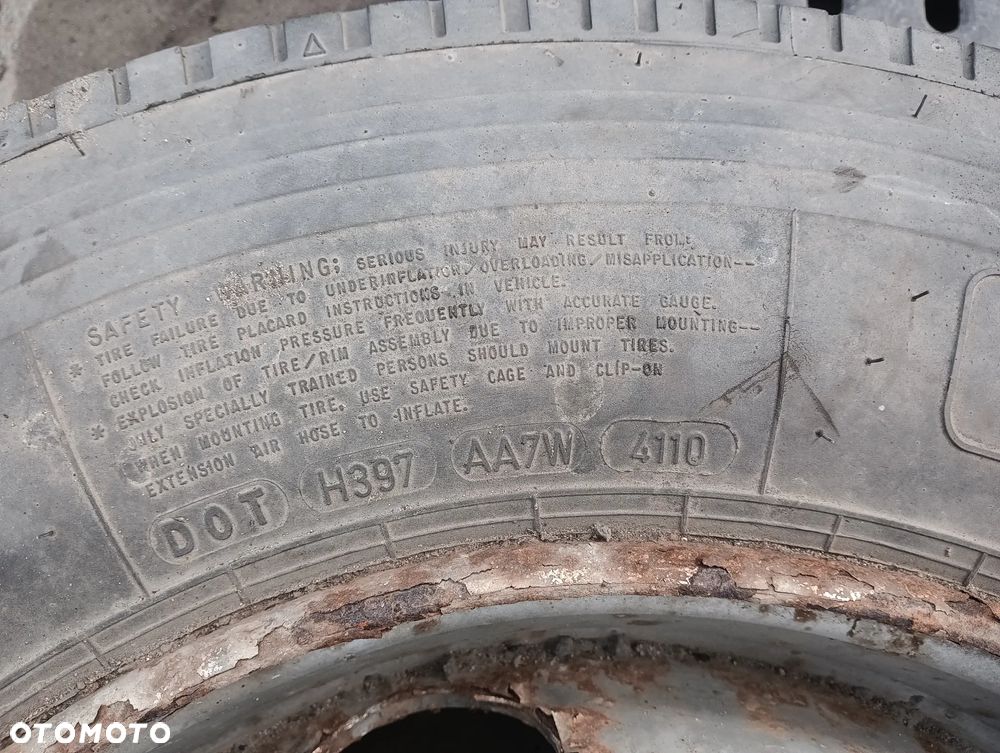 SAFETY WARNING; SERIOUS INJURY MAY RESULT FROM:
* TIRE FAILURE DUE TO UNDERINFLATION/OVERLOADING/MISAPPLICATION--
FOLLOW TIRE PLACARD INSTRUCTIONS IN VEHICLE.
CHECK INFLATION PRESSURE FREQUENTLY WITH ACCURATE GAUGE.
* EXPLOSION OF TIRE/RIM ASSEMBLY DUE TO IMPROPER MOUNTING--
ONLY SPECIALLY TRAINED PERSONS SHOULD MOUNT TIRES.
WHEN MOUNTING TIRE, USE SAFETY CAGE AND CLIP-ON
EXTENSION AIR HOSE TO INFLATE.
DOT H397 AA7W 4110
OTOMOTO